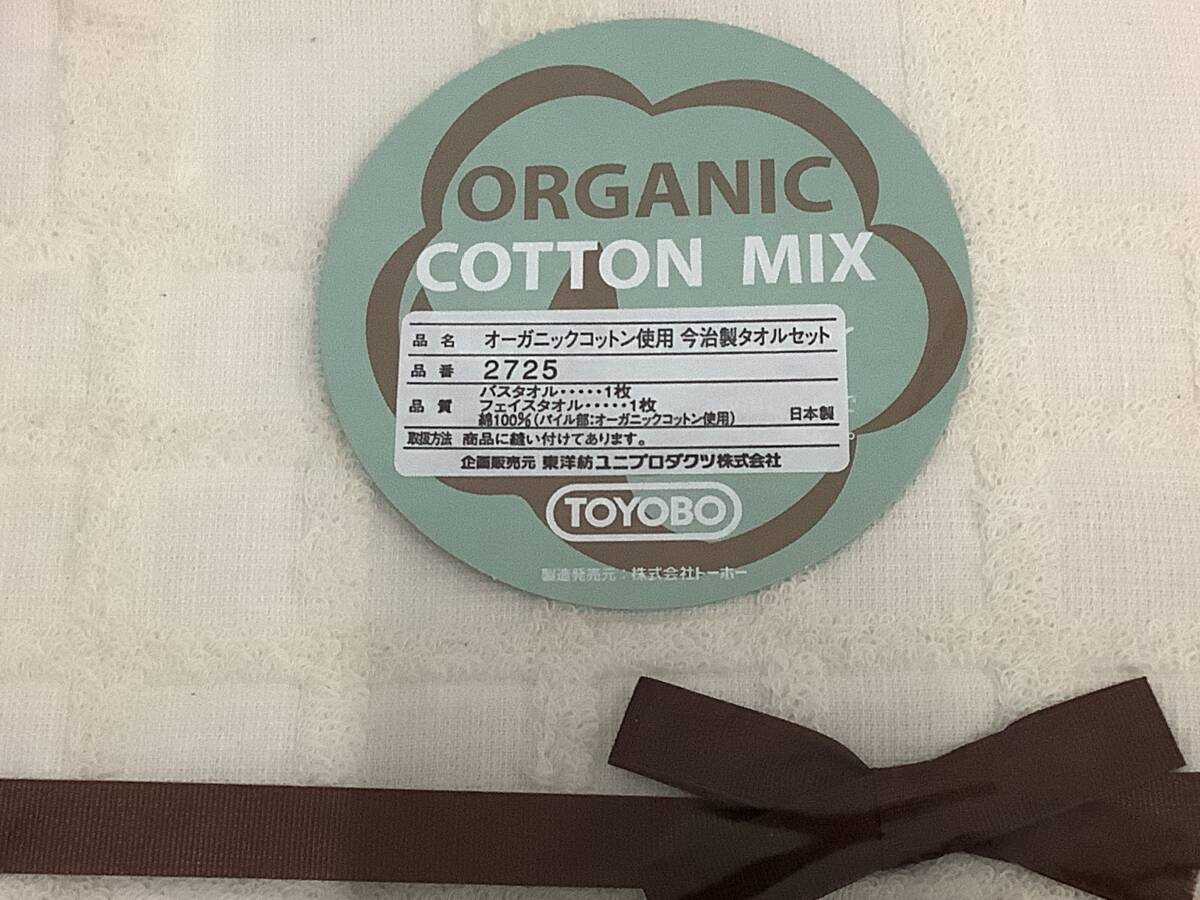 ORGANIC
COTTON MIX
品名 オーガニックコットン使用 今治製タオルセット
品番 2725
品質 バスタオル・・・・・1枚
フェイスタオル・・・・・1枚
綿100%(パイル部:オーガニックコットン使用) 日本製
取扱方法 商品に縫い付けてあります。
企画販売元 東洋紡ユニプロダクツ株式会社
TOYOBO
製造発売元:株式会社トーホー